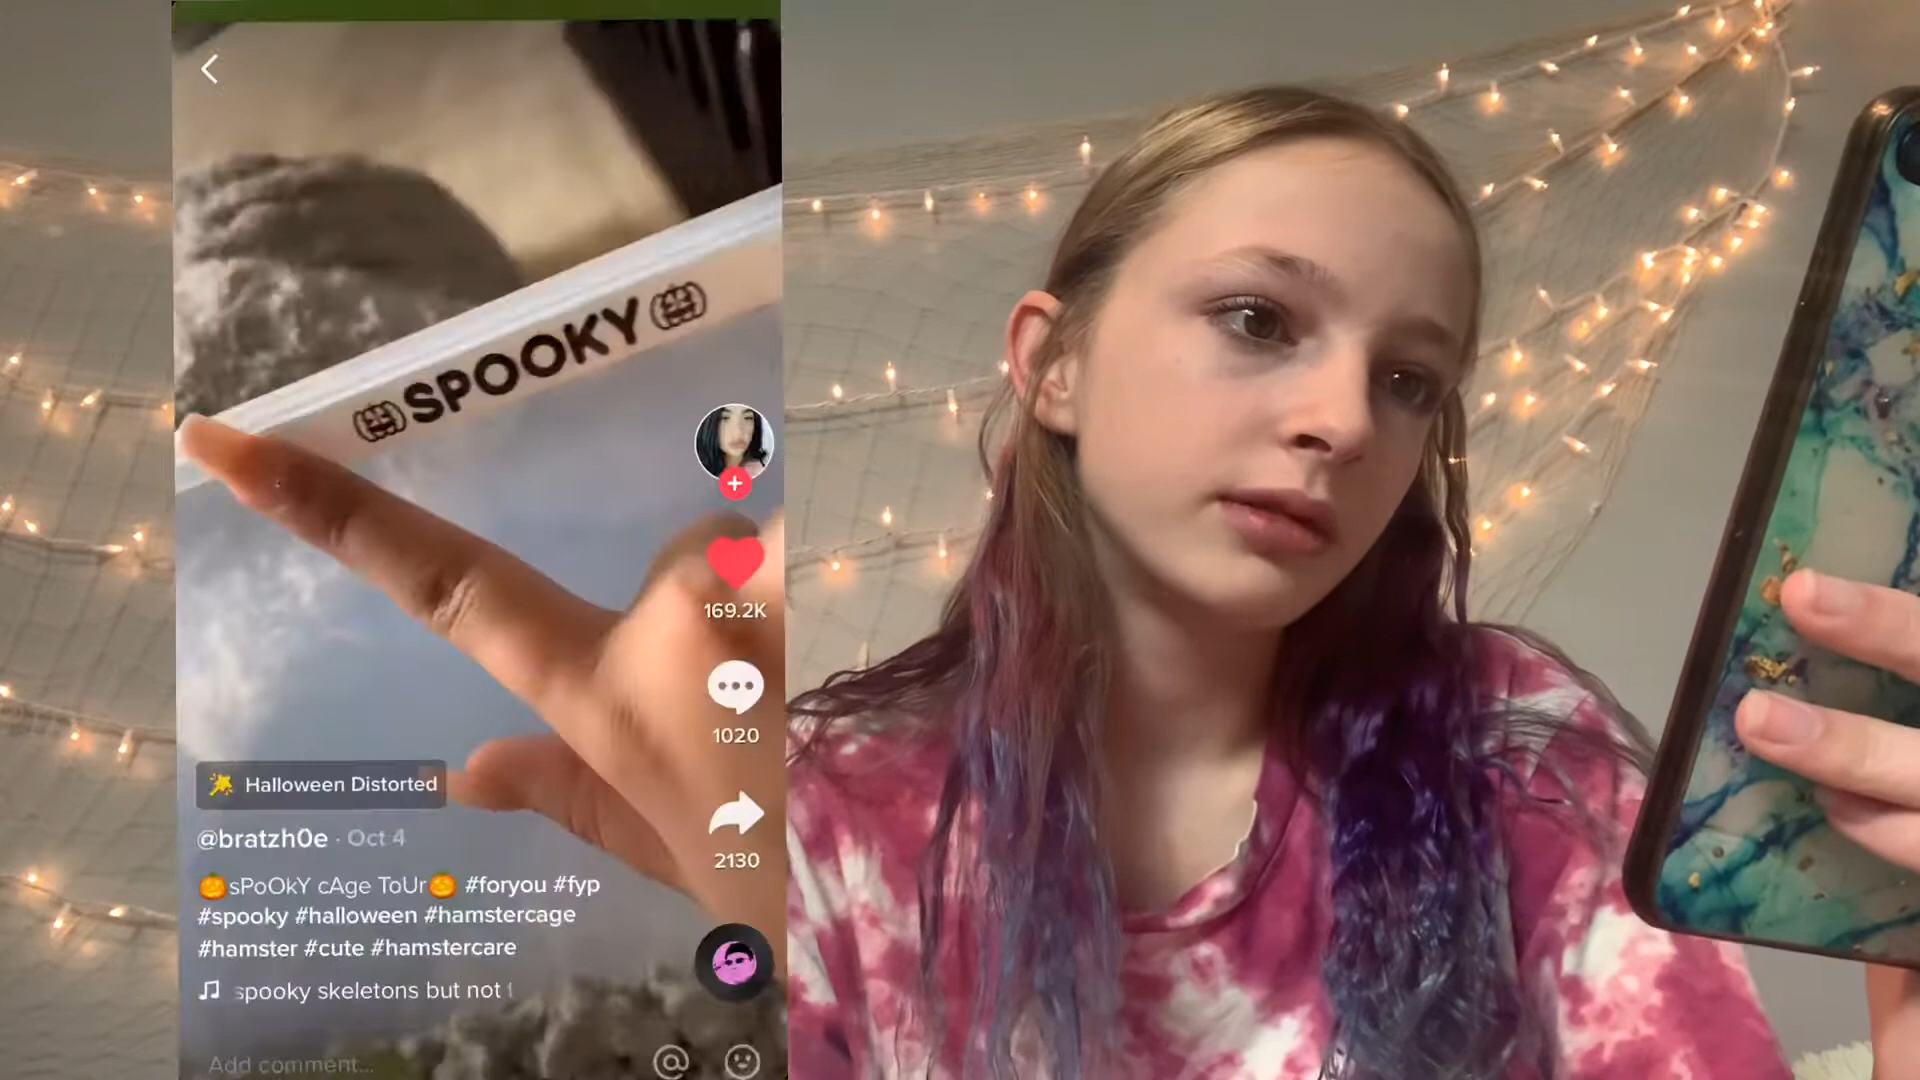 SPOOKY
169.2K
1020
2130
Halloween Distorted
@bratzh0e · Oct 4
🎃sPoOkY cAge ToUr🎃 #foryou #fyp
#spooky #halloween #hamstercage
#hamster #cute #hamstercare
spooky skeletons but not
Add comment...